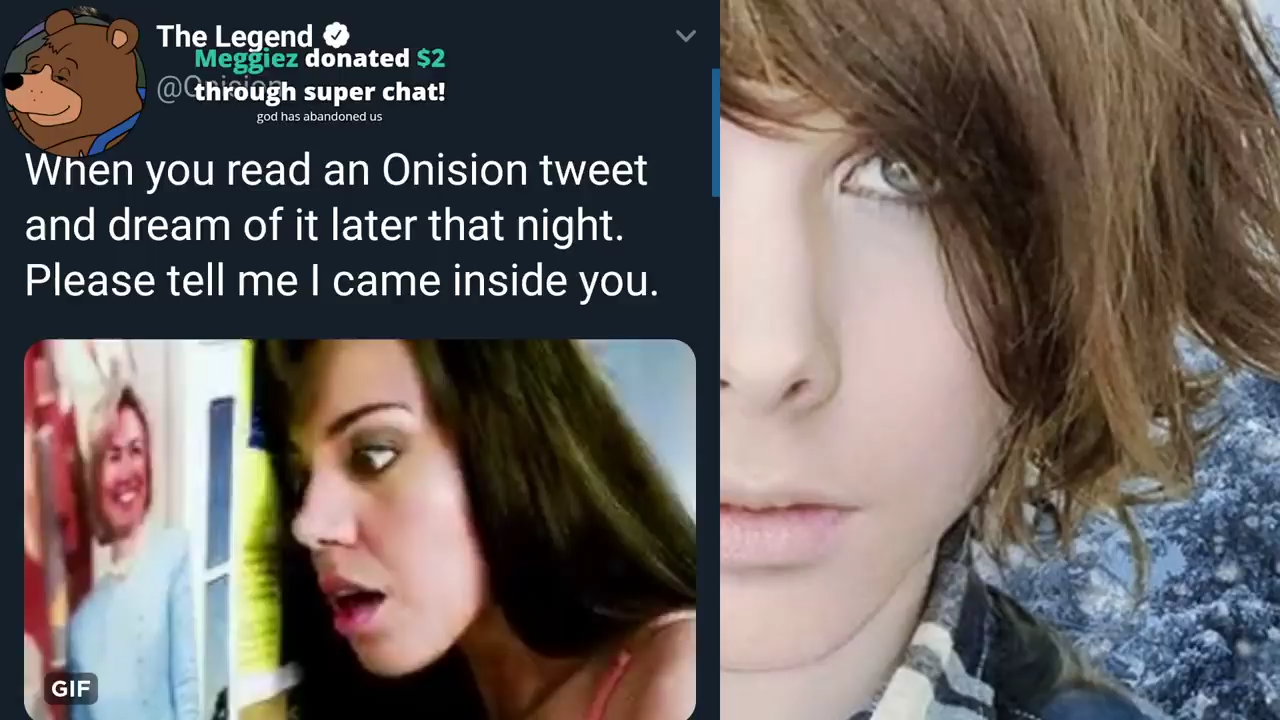 The Legend
Meggiez donated $2
@Onision
through super chat!
god has abandoned us
When you read an Onision tweet
and dream of it later that night.
Please tell me I came inside you.
GIF